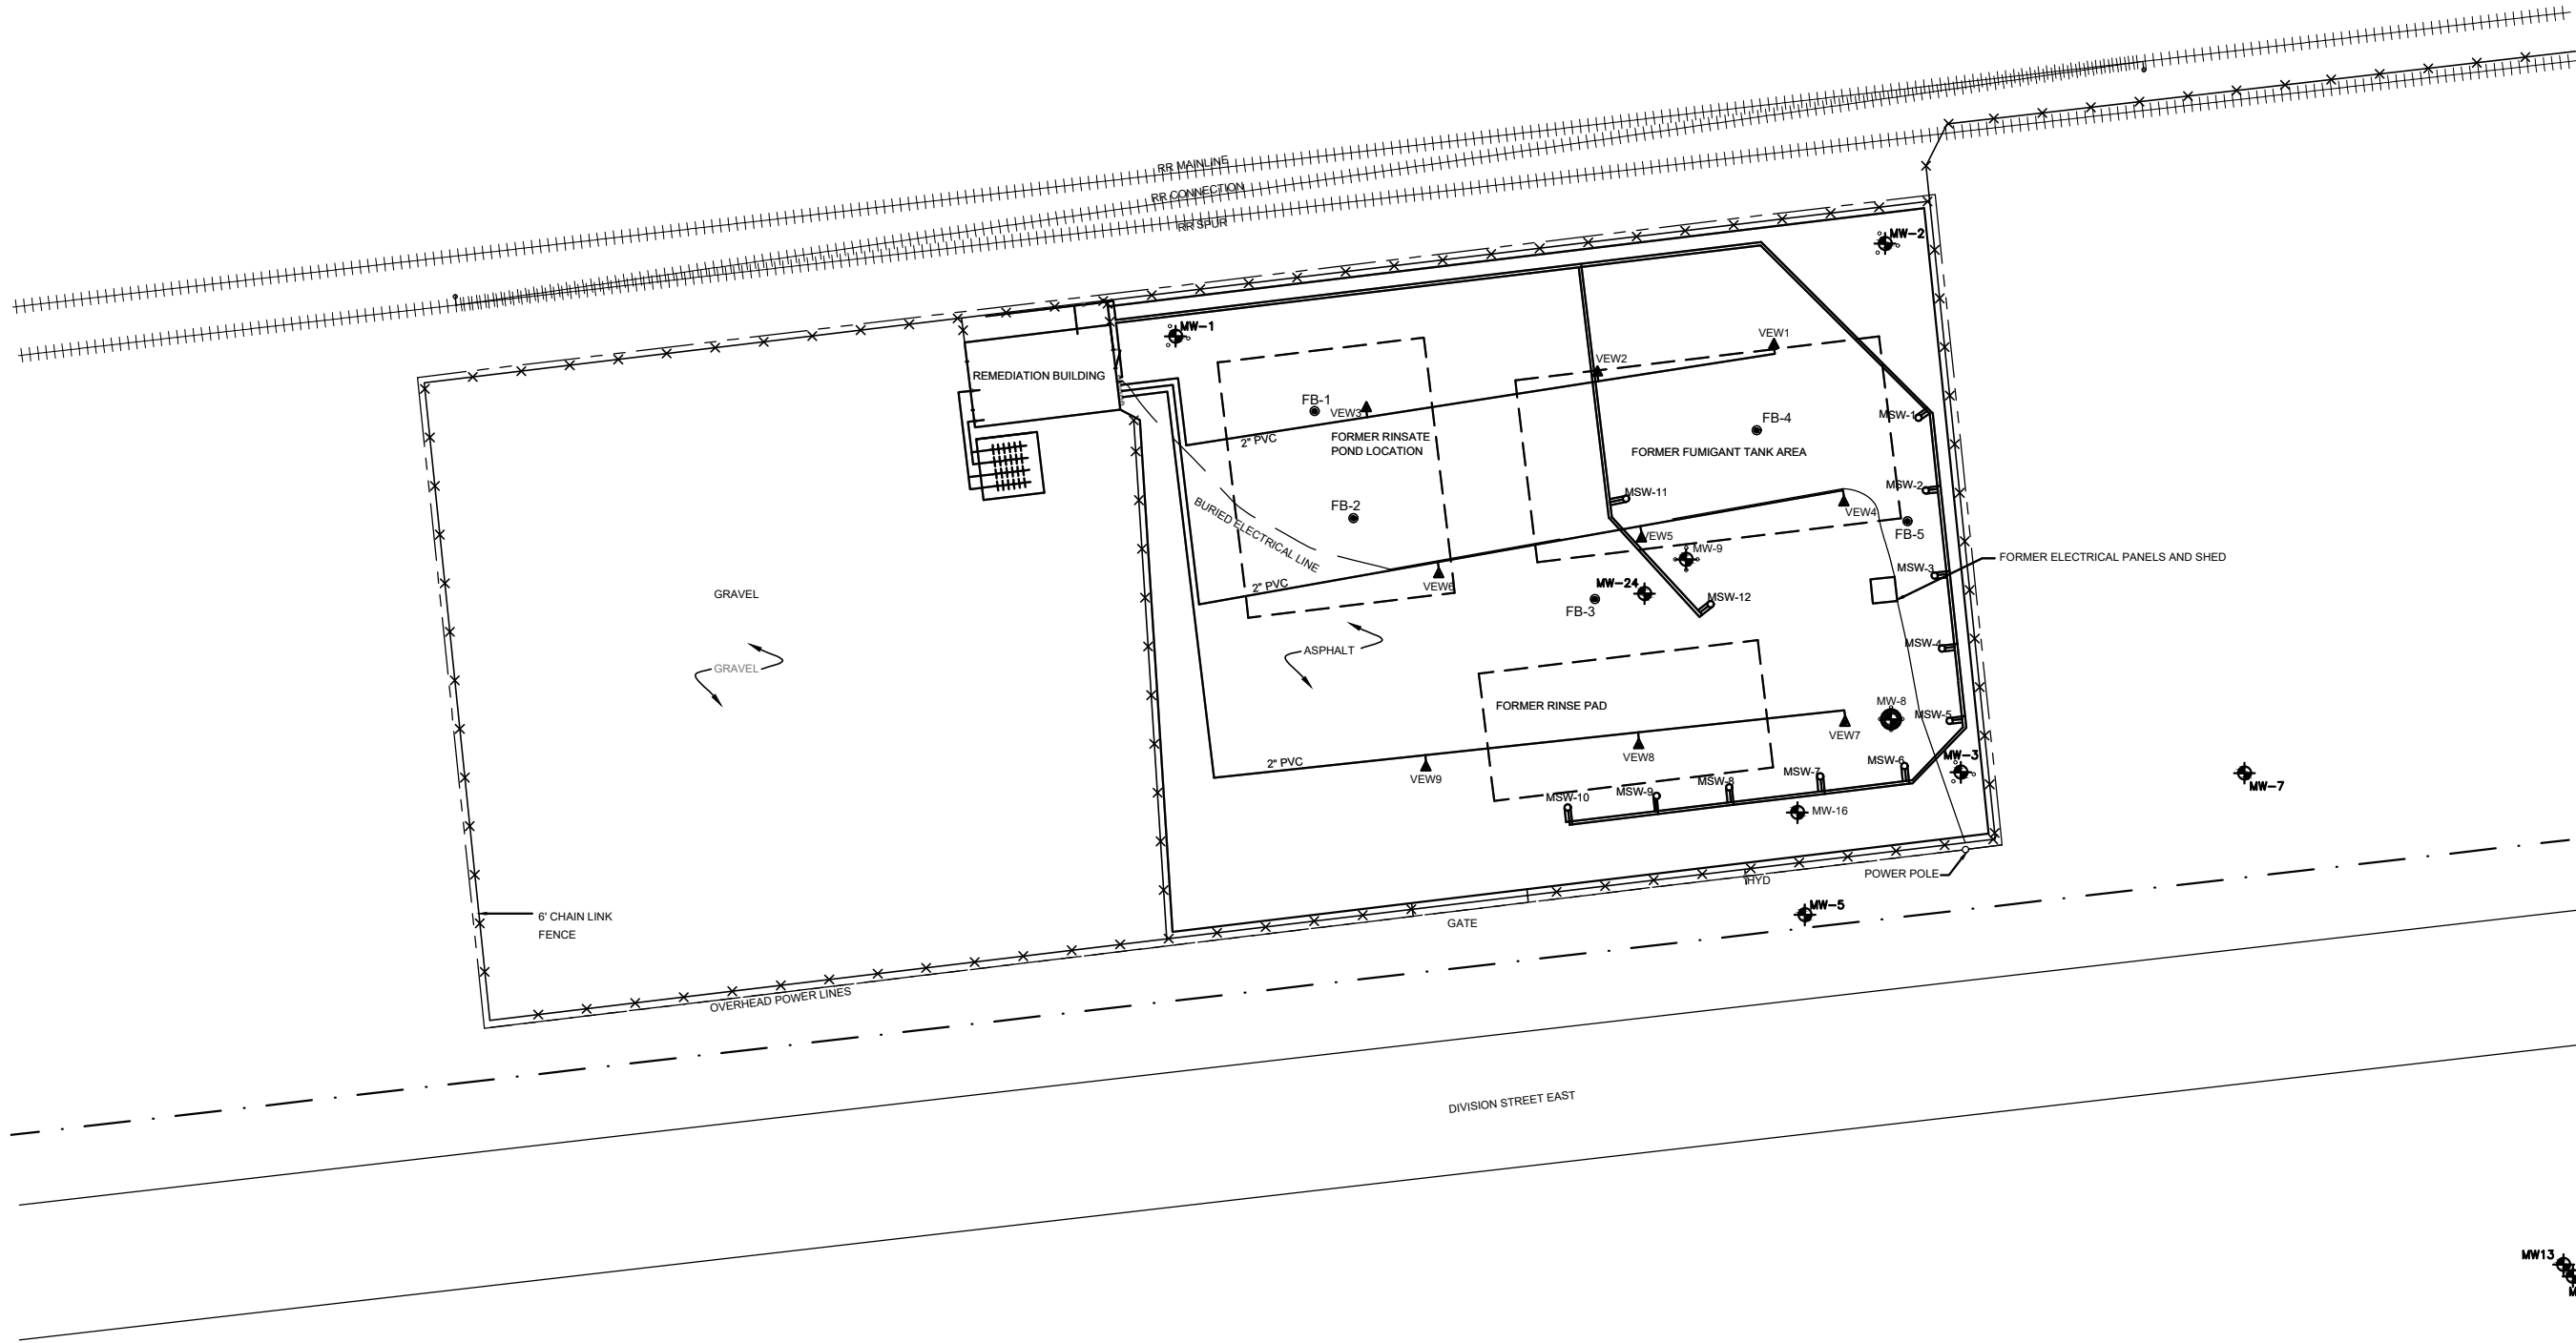 RR MAINLINE
RR CONNECTION
RR SPUR
MW-2
MW-1
VEW1
VEW2
REMEDIATION BUILDING
FB-1
VEW3
MSW-1
FB-4
2" PVC
FORMER RINSATE
POND LOCATION
FORMER FUMIGANT TANK AREA
MSW-2
MSW-11
FB-2
VEW4
BURIED ELECTRICAL LINE
VEW5
FB-5
MW-9
FORMER ELECTRICAL PANELS AND SHED
MSW-3
MW-24
2" PVC
VEW6
GRAVEL
MSW-12
FB-3
MSW-4
ASPHALT
GRAVEL
MW-8
FORMER RINSE PAD
MSW-5
VEW7
MW-3
VEW8
2" PVC
MSW-6
VEW9
MSW-7
MSW-8
MW-7
MSW-9
MSW-10
MW-16
POWER POLE
HYD
MW-5
6' CHAIN LINK
FENCE
GATE
OVERHEAD POWER LINES
DIVISION STREET EAST
MW13